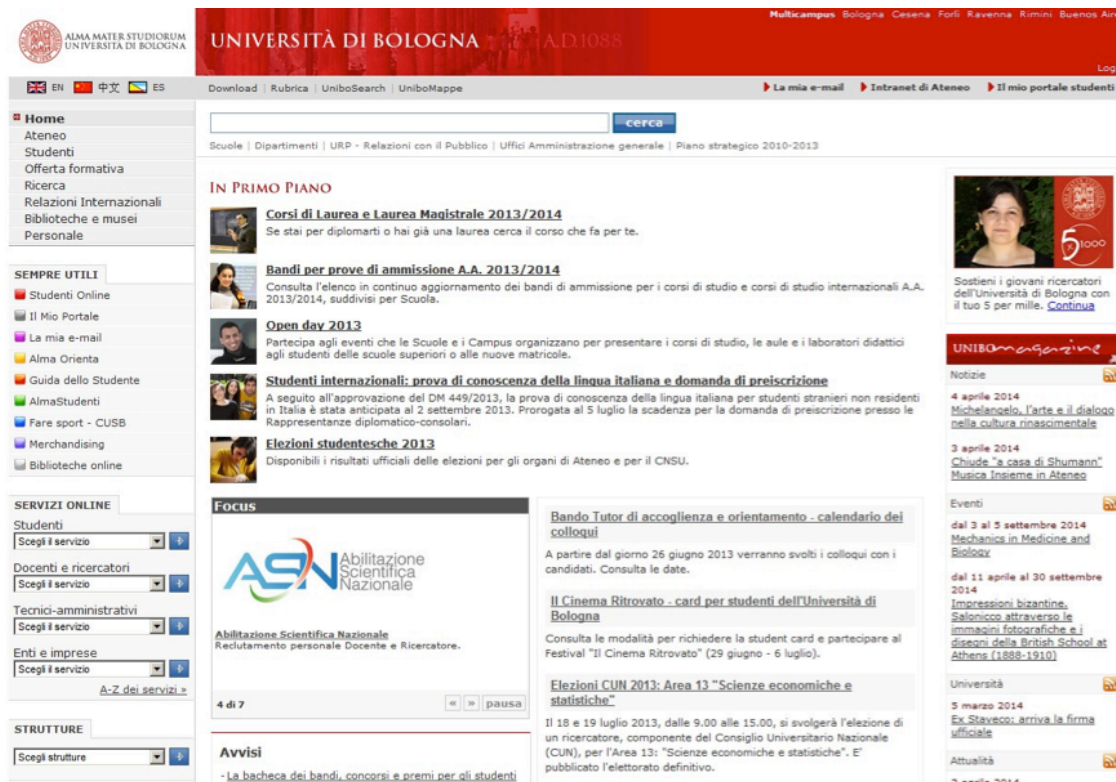 ALMA MATER STUDIORUM
UNIVERSITÀ DI BOLOGNA
UNIVERSITÀ DI BOLOGNA
A.D.1088
Multicampus Bologna Cesena Forlì Ravenna Rimini Buenos Aire
Log
EN 中文 ES
Download | Rubrica | UniboSearch | UniboMappe
La mia e-mail Intranet di Ateneo Il mio portale studenti
Home
Ateneo
Studenti
Offerta formativa
Ricerca
Relazioni Internazionali
Biblioteche e musei
Personale
SEMPRE UTILI
Studenti Online
Il Mio Portale
La mia e-mail
Alma Orienta
Guida dello Studente
AlmaStudenti
Fare sport - CUSB
Merchandising
Biblioteche online
SERVIZI ONLINE
Studenti
Scegli il servizio
Docenti e ricercatori
Scegli il servizio
Tecnici-amministrativi
Scegli il servizio
Enti e imprese
Scegli il servizio
A-Z dei servizi »
STRUTTURE
Scegli strutture
cerca
Scuole | Dipartimenti | URP - Relazioni con il Pubblico | Uffici Amministrazione generale | Piano strategico 2010-2013
IN PRIMO PIANO
Corsi di Laurea e Laurea Magistrale 2013/2014
Se stai per diplomarti o hai già una laurea cerca il corso che fa per te.
Bandi per prove di ammissione A.A. 2013/2014
Consulta l'elenco in continuo aggiornamento dei bandi di ammissione per i corsi di studio e corsi di studio internazionali A.A.
2013/2014, suddivisi per Scuola.
Open day 2013
Partecipa agli eventi che le Scuole e i Campus organizzano per presentare i corsi di studio, le aule e i laboratori didattici
agli studenti delle scuole superiori o alle nuove matricole.
Studenti internazionali: prova di conoscenza della lingua italiana e domanda di preiscrizione
A seguito all'approvazione del DM 449/2013, la prova di conoscenza della lingua italiana per studenti stranieri non residenti
in Italia è stata anticipata al 2 settembre 2013. Prorogata al 5 luglio la scadenza per la domanda di preiscrizione presso le
Rappresentanze diplomatico-consolari.
Elezioni studentesche 2013
Disponibili i risultati ufficiali delle elezioni per gli organi di Ateneo e per il CNSU.
Focus
ASN Abilitazione
Scientifica
Nazionale
Abilitazione Scientifica Nazionale
Reclutamento personale Docente e Ricercatore.
4 di 7
« » pausa
Avvisi
- La bacheca dei bandi, concorsi e premi per gli studenti
Bando Tutor di accoglienza e orientamento - calendario dei
colloqui
A partire dal giorno 26 giugno 2013 verranno svolti i colloqui con i
candidati. Consulta le date.
Il Cinema Ritrovato - card per studenti dell'Università di
Bologna
Consulta le modalità per richiedere la student card e partecipare al
Festival "Il Cinema Ritrovato" (29 giugno - 6 luglio).
Elezioni CUN 2013: Area 13 "Scienze economiche e
statistiche"
Il 18 e 19 luglio 2013, dalle 9.00 alle 15.00, si svolgerà l'elezione di
un ricercatore, componente del Consiglio Universitario Nazionale
(CUN), per l'Area 13: "Scienze economiche e statistiche". E'
pubblicato l'elettorato definitivo.
5 x 1000
Sostieni i giovani ricercatori
dell'Università di Bologna con
il tuo 5 per mille. Continua
UNIBO magazine
Notizie
4 aprile 2014
Michelangelo, l'arte e il dialogo
nella cultura rinascimentale
3 aprile 2014
Chiude "a casa di Shumann"
Musica Insieme in Ateneo
Eventi
dal 3 al 5 settembre 2014
Mechanics in Medicine and
Biology
dal 11 aprile al 30 settembre
2014
Impressioni bizantine.
Salonicco attraverso le
immagini fotografiche e i
disegni della British School at
Athens (1888-1910)
Università
5 marzo 2014
Ex Staveco: arriva la firma
ufficiale
Attualità